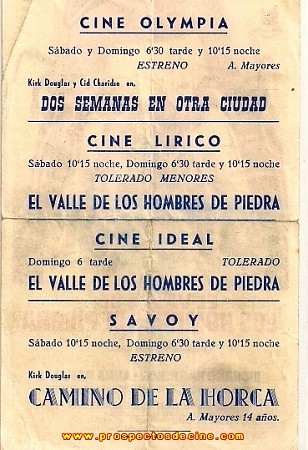 CINE OLYMPIA
Sábado y Domingo 6'30 tarde y 10'15 noche
ESTRENO A. Mayores
Kirk Douglas y Cid Charidze en,
DOS SEMANAS EN OTRA CIUDAD
CINE LIRICO
Sábado 10'15 noche, Domingo 6'30 tarde y 10'15 noche
TOLERADO MENORES
EL VALLE DE LOS HOMBRES DE PIEDRA
CINE IDEAL
Domingo 6 tarde TOLERADO
EL VALLE DE LOS HOMBRES DE PIEDRA
SAVOY
Sábado 10'15 noche, Domingo 6'30 tarde y 10'15 noche
ESTRENO
Kirk Douglas en,
CAMINO DE LA HORCA
A. Mayores 14 años.
www.prospectosdecine.com